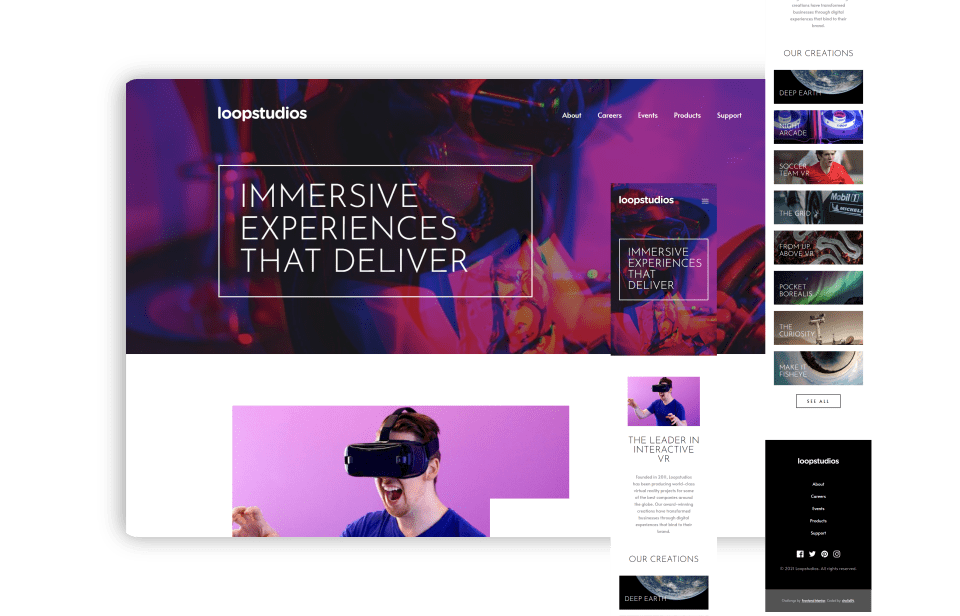 loopstudios
About Careers Events Products Support
IMMERSIVE
EXPERIENCES
THAT DELIVER
loopstudios
IMMERSIVE
EXPERIENCES
THAT
DELIVER
THE LEADER IN
INTERACTIVE
VR
Founded in 2011, Loopstudios
has been producing world-class
virtual reality projects for some
of the best companies around
the globe. Our award-winning
creations have transformed
businesses through digital
experiences that bind to their
brand.
OUR CREATIONS
DEEP EARTH
creations have transformed
businesses through digital
experiences that bind to their
brand.
OUR CREATIONS
DEEP EARTH
NIGHT
ARCADE
SOCCER
TEAM VR
Mobil 1
MICHELIN
THE GRID
FROM UP
ABOVE VR
POCKET
BOREALIS
THE
CURIOSITY
MAKE IT
FISHEYE
SEE ALL
loopstudios
About
Careers
Events
Products
Support
© 2021 Loopstudios. All rights reserved.
Challenge by Frontend Mentor. Coded by